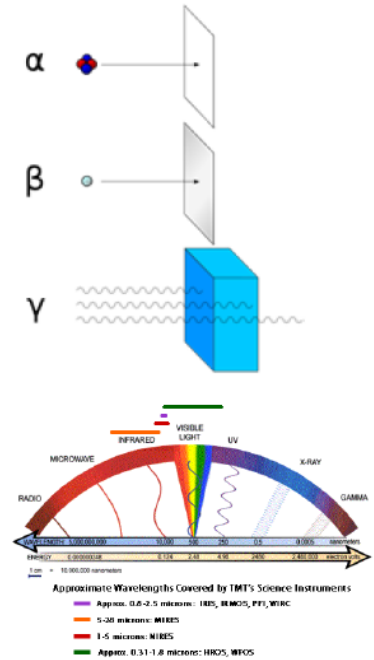 α
β
γ
VISIBLE
LIGHT
INFRARED
UV
MICROWAVE
X-RAY
RADIO
GAMMA
WAVELENGTH
10,000
500
250
0.5
0.0005
nanometers
ENERGY
0.124
2.48
4.96
2480
2,480,000
electron volts
1 cm = 10,000,000 nanometers
Approximate Wavelengths Covered by TMT's Science Instruments
Approx. 0.6-2.5 microns: IRIS, IRMOS, PFI, WIRC
5-28 microns: MIRES
1-5 microns: NIRES
Approx. 0.31-1.0 microns: HROS, WFOS